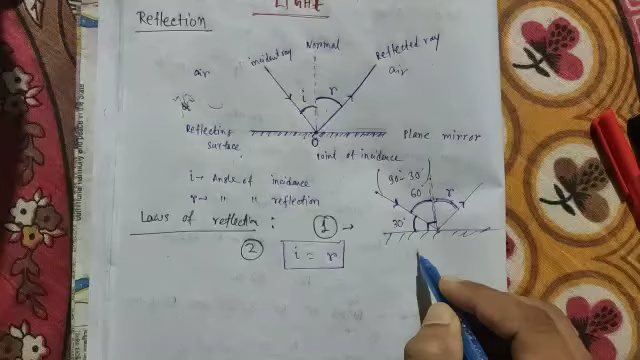 Light
Reflection
incident ray
Normal
Reflected ray
air
air
i
r
Reflecting
surface
Plane mirror
O
Point of incidence
i → Angle of incidence
r → " " reflection
90° - 30°
60°
r
30°
Laws of reflection : ① →
② i = r